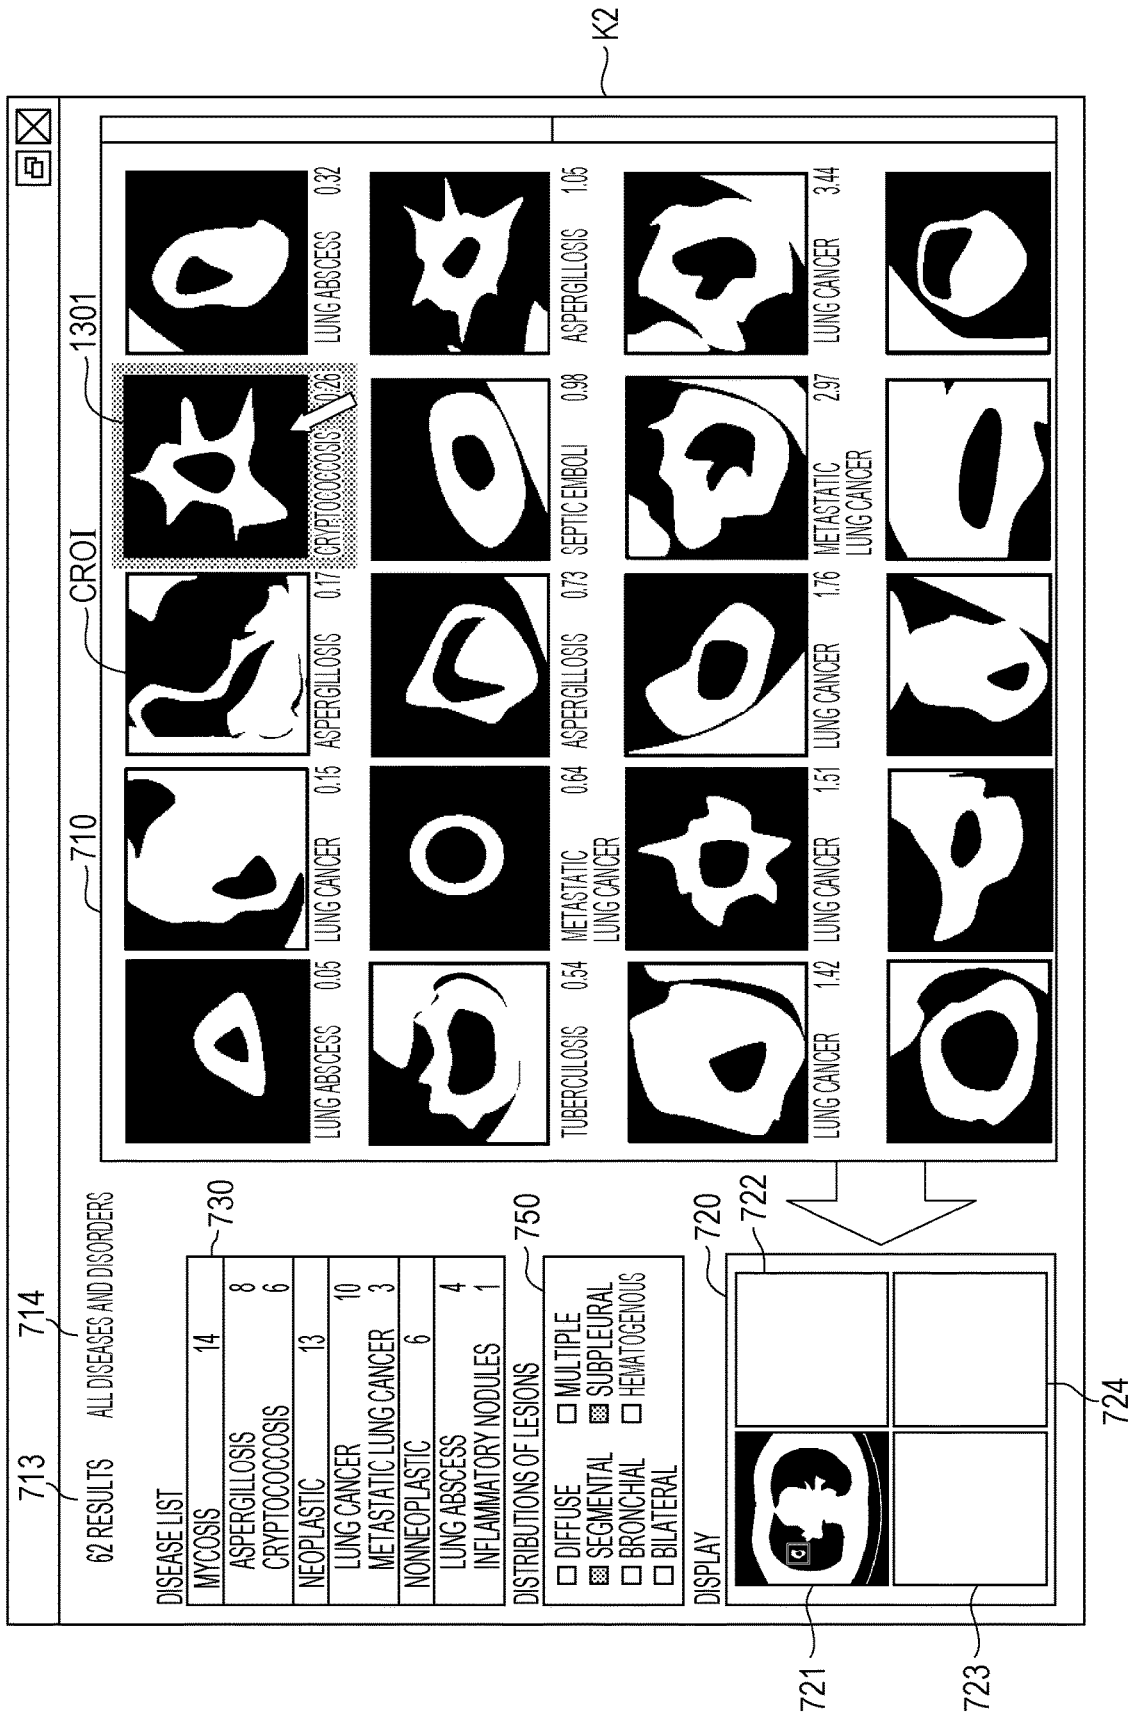 713
714
710
CROI
1301
K2
62 RESULTS
ALL DISEASES AND DISORDERS
DISEASE LIST
730
MYCOSIS 14
ASPERGILLOSIS 8
CRYPTOCOCCOSIS 6
NEOPLASTIC 13
LUNG CANCER 10
METASTATIC LUNG CANCER 3
NONNEOPLASTIC 6
LUNG ABSCESS 4
INFLAMMATORY NODULES 1
DISTRIBUTIONS OF LESIONS
750
DIFFUSE MULTIPLE
SEGMENTAL SUBPLEURAL
BRONCHIAL HEMATOGENOUS
BILATERAL
DISPLAY
720
722
721
723
724
LUNG ABSCESS 0.05
LUNG CANCER 0.15
ASPERGILLOSIS 0.17
CRYPTOCOCCOSIS 0.26
LUNG ABSCESS 0.32
TUBERCULOSIS 0.54
METASTATIC 0.64
LUNG CANCER
ASPERGILLOSIS 0.73
SEPTIC EMBOLI 0.98
ASPERGILLOSIS 1.05
LUNG CANCER 1.42
LUNG CANCER 1.51
LUNG CANCER 1.76
METASTATIC 2.97
LUNG CANCER
LUNG CANCER 3.44